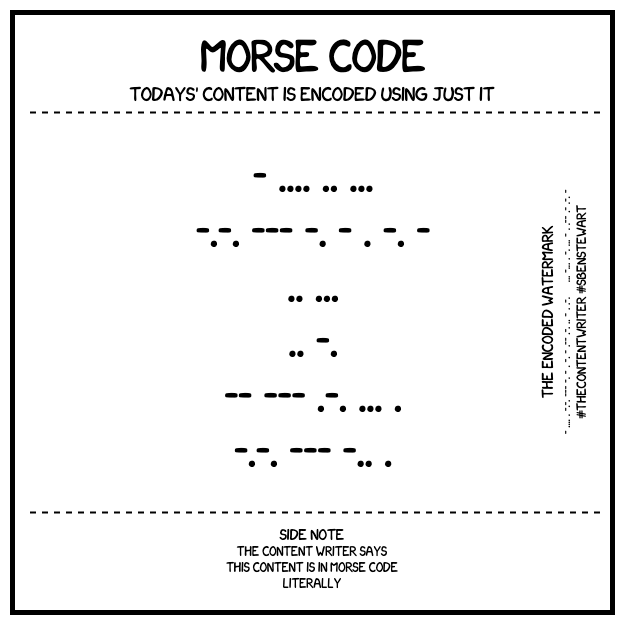 MORSE CODE
TODAYS' CONTENT IS ENCODED USING JUST IT
- .... .. ...
-.-. --- -. - . -. -
.. ...
.. -.
-- --- .-. ... .
-.-. --- -.. .
THE ENCODED WATERMARK
#THECONTENTWRITER #SBENSTEWART
SIDE NOTE
THE CONTENT WRITER SAYS
THIS CONTENT IS IN MORSE CODE
LITERALLY